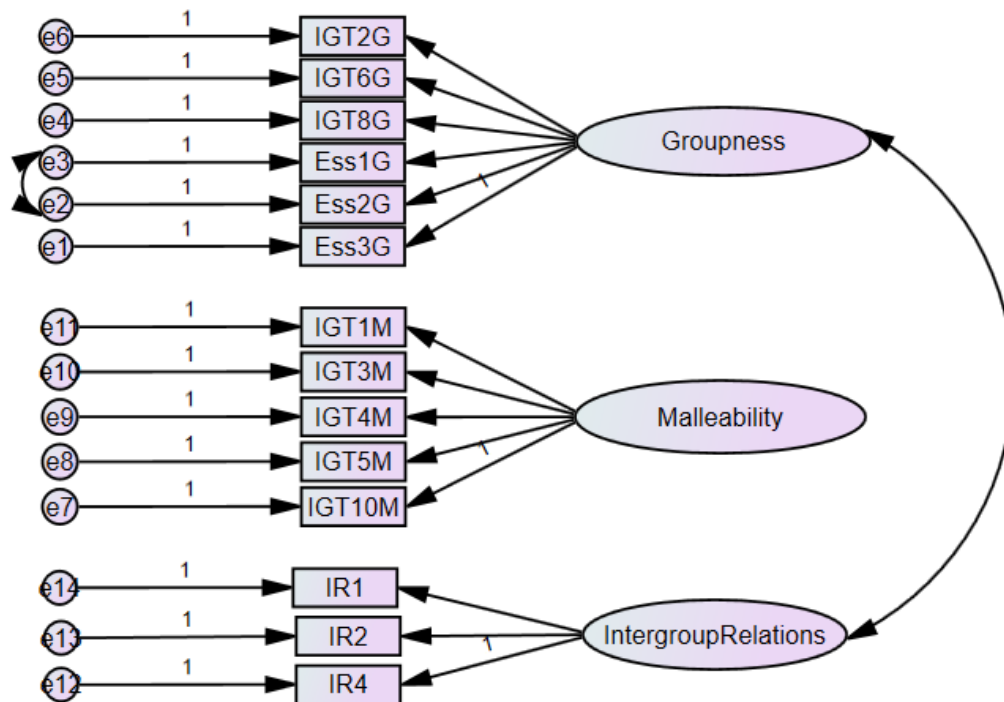 e6 1 IGT2G
e5 1 IGT6G
e4 1 IGT8G
e3 1 Ess1G
e2 1 Ess2G
e1 1 Ess3G
1
Groupness
e11 1 IGT1M
e10 1 IGT3M
e9 1 IGT4M
e8 1 IGT5M
e7 1 IGT10M
1
Malleability
e14 1 IR1
e13 1 IR2
e12 1 IR4
1
IntergroupRelations